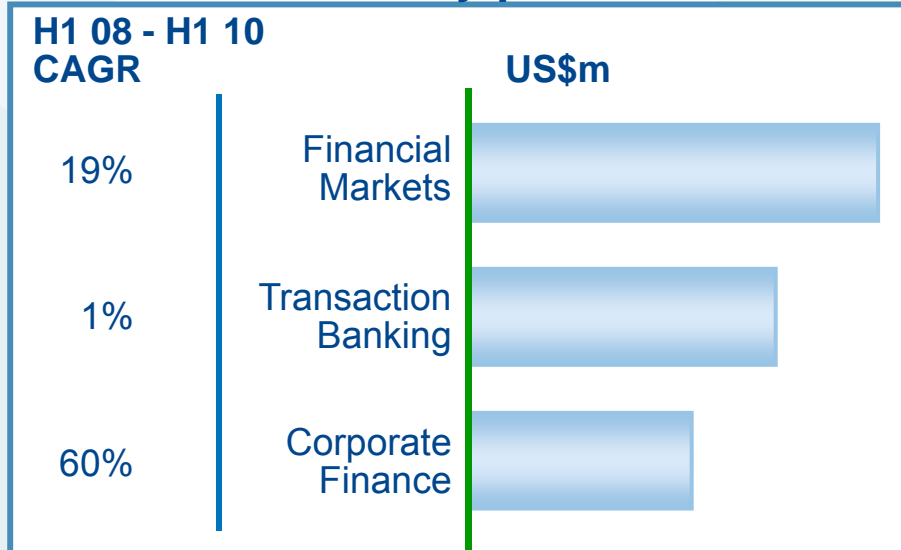 H1 08 - H1 10
CAGR
US$m
19%
Financial
Markets
1%
Transaction
Banking
60%
Corporate
Finance